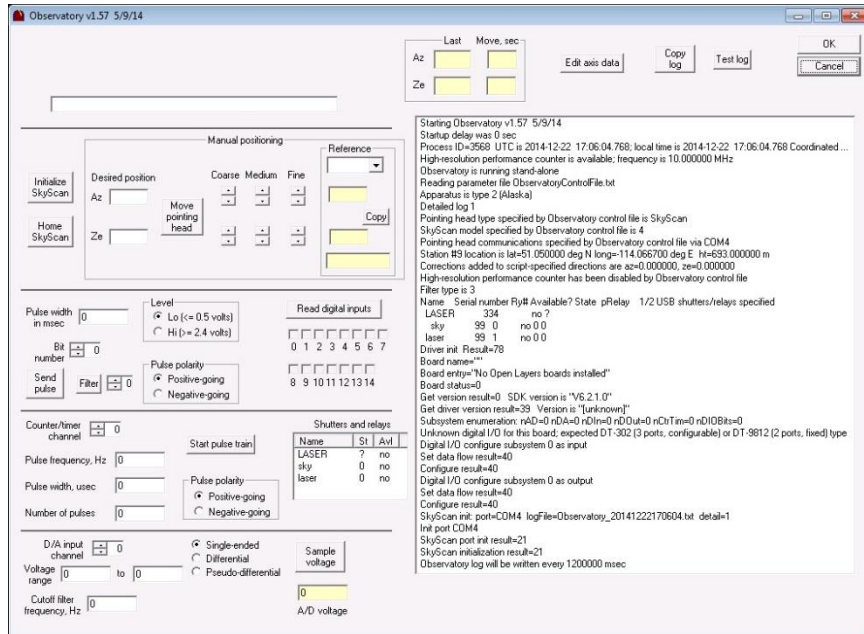 Observatory v1.57 5/9/14
Last Move, sec
Az
Ze
Edit axis data
Copy log
Test log
OK
Cancel
Manual positioning
Reference
Initialize SkyScan
Home SkyScan
Desired position
Az
Ze
Move pointing head
Coarse Medium Fine
Copy
Pulse width in msec
0
Level
Lo (<= 0.5 volts)
Hi (>= 2.4 volts)
Read digital inputs
0 1 2 3 4 5 6 7
8 9 10 11 12 13 14
Bit number
0
Send pulse
Filter
0
Pulse polarity
Positive-going
Negative-going
Counter/timer channel
0
Start pulse train
Pulse frequency, Hz
0
Pulse width, usec
0
Number of pulses
0
Pulse polarity
Positive-going
Negative-going
Shutters and relays
Name St Avl
LASER ? no
sky 0 no
laser 0 no
D/A input channel
0
Single-ended
Differential
Pseudo-differential
Sample voltage
Voltage range
0 to 0
Cutoff filter frequency, Hz
0
0
A/D voltage
Starting Observatory v1.57 5/9/14
Startup delay was 0 sec
Process ID=3568 UTC is 2014-12-22 17:06:04.768; local time is 2014-12-22 17:06:04.768 Coordinated ...
High-resolution performance counter is available; frequency is 10.000000 MHz
Observatory is running stand-alone
Reading parameter file ObservatoryControlFile.txt
Apparatus is type 2 (Alaska)
Detailed log 1
Pointing head type specified by Observatory control file is SkyScan
SkyScan model specified by Observatory control file is 4
Pointing head communications specified by Observatory control file via COM4
Station #9 location is lat=51.050000 deg N long=-114.066700 deg E ht=693.000000 m
Corrections added to script-specified directions are az=0.000000, ze=0.000000
High-resolution performance counter has been disabled by Observatory control file
Filter type is 3
Name Serial number Ry# Available? State pRelay 1/2 USB shutters/relays specified
LASER 334 no ?
sky 99 0 no 0 0
laser 99 1 no 0 0
Driver init Result=78
Board name=""
Board entry="No Open Layers boards installed"
Board status=0
Get version result=0 SDK version is "V6.2.1.0"
Get driver version result=39 Version is "[unknown]"
Subsystem enumeration: nAD=0 nDA=0 nDIn=0 nDOut=0 nCtrTim=0 nDIOBits=0
Unknown digital I/O for this board; expected DT-302 (3 ports, configurable) or DT-9812 (2 ports, fixed) type
Digital I/O configure subsystem 0 as input
Set data flow result=40
Configure result=40
Digital I/O configure subsystem 0 as output
Set data flow result=40
Configure result=40
SkyScan init: port=COM4 logFile=Observatory_20141222170604.txt detail=1
Init port COM4
SkyScan port init result=21
SkyScan initialization result=21
Observatory log will be written every 1200000 msec